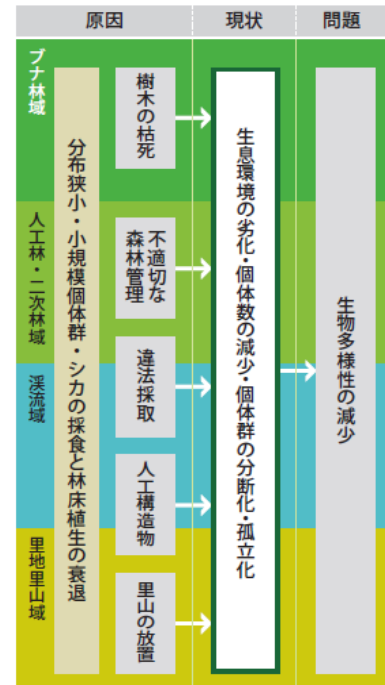 原因
現状
問題
ブナ林域
人工林・二次林域
渓流域
里地里山域
分布狭小・小規模個体群・シカの採食と林床植生の衰退
樹木の枯死
不適切な
森林管理
違法採取
人工構造物
里山の放置
生息環境の劣化・個体数の減少・個体群の分断化・孤立化
生物多様性の減少